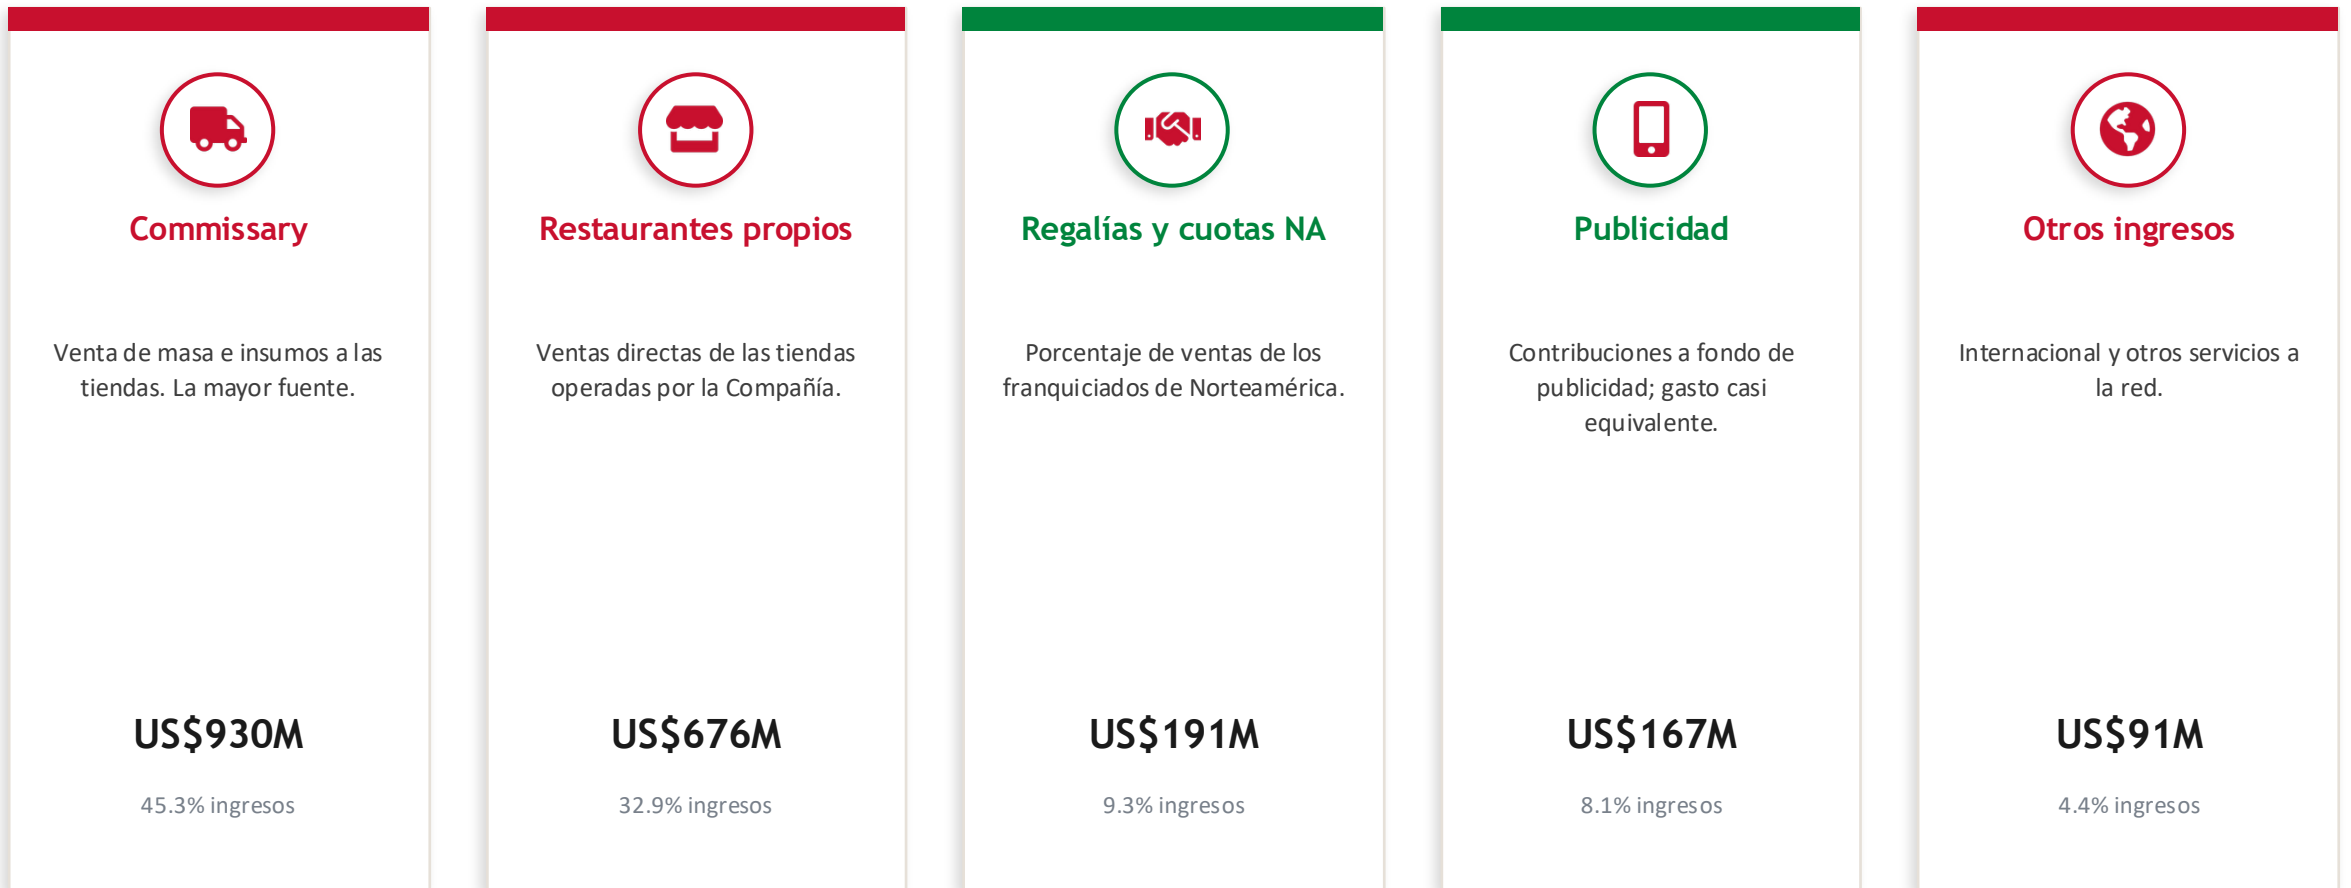 Commissary
Venta de masa e insumos a las
tiendas. La mayor fuente.
US$930M
45.3% ingresos
Restaurantes propios
Ventas directas de las tiendas
operadas por la Compañía.
US$676M
32.9% ingresos
Regalías y cuotas NA
Porcentaje de ventas de los
franquiciados de Norteamérica.
US$191M
9.3% ingresos
Publicidad
Contribuciones a fondo de
publicidad; gasto casi
equivalente.
US$167M
8.1% ingresos
Otros ingresos
Internacional y otros servicios a
la red.
US$91M
4.4% ingresos